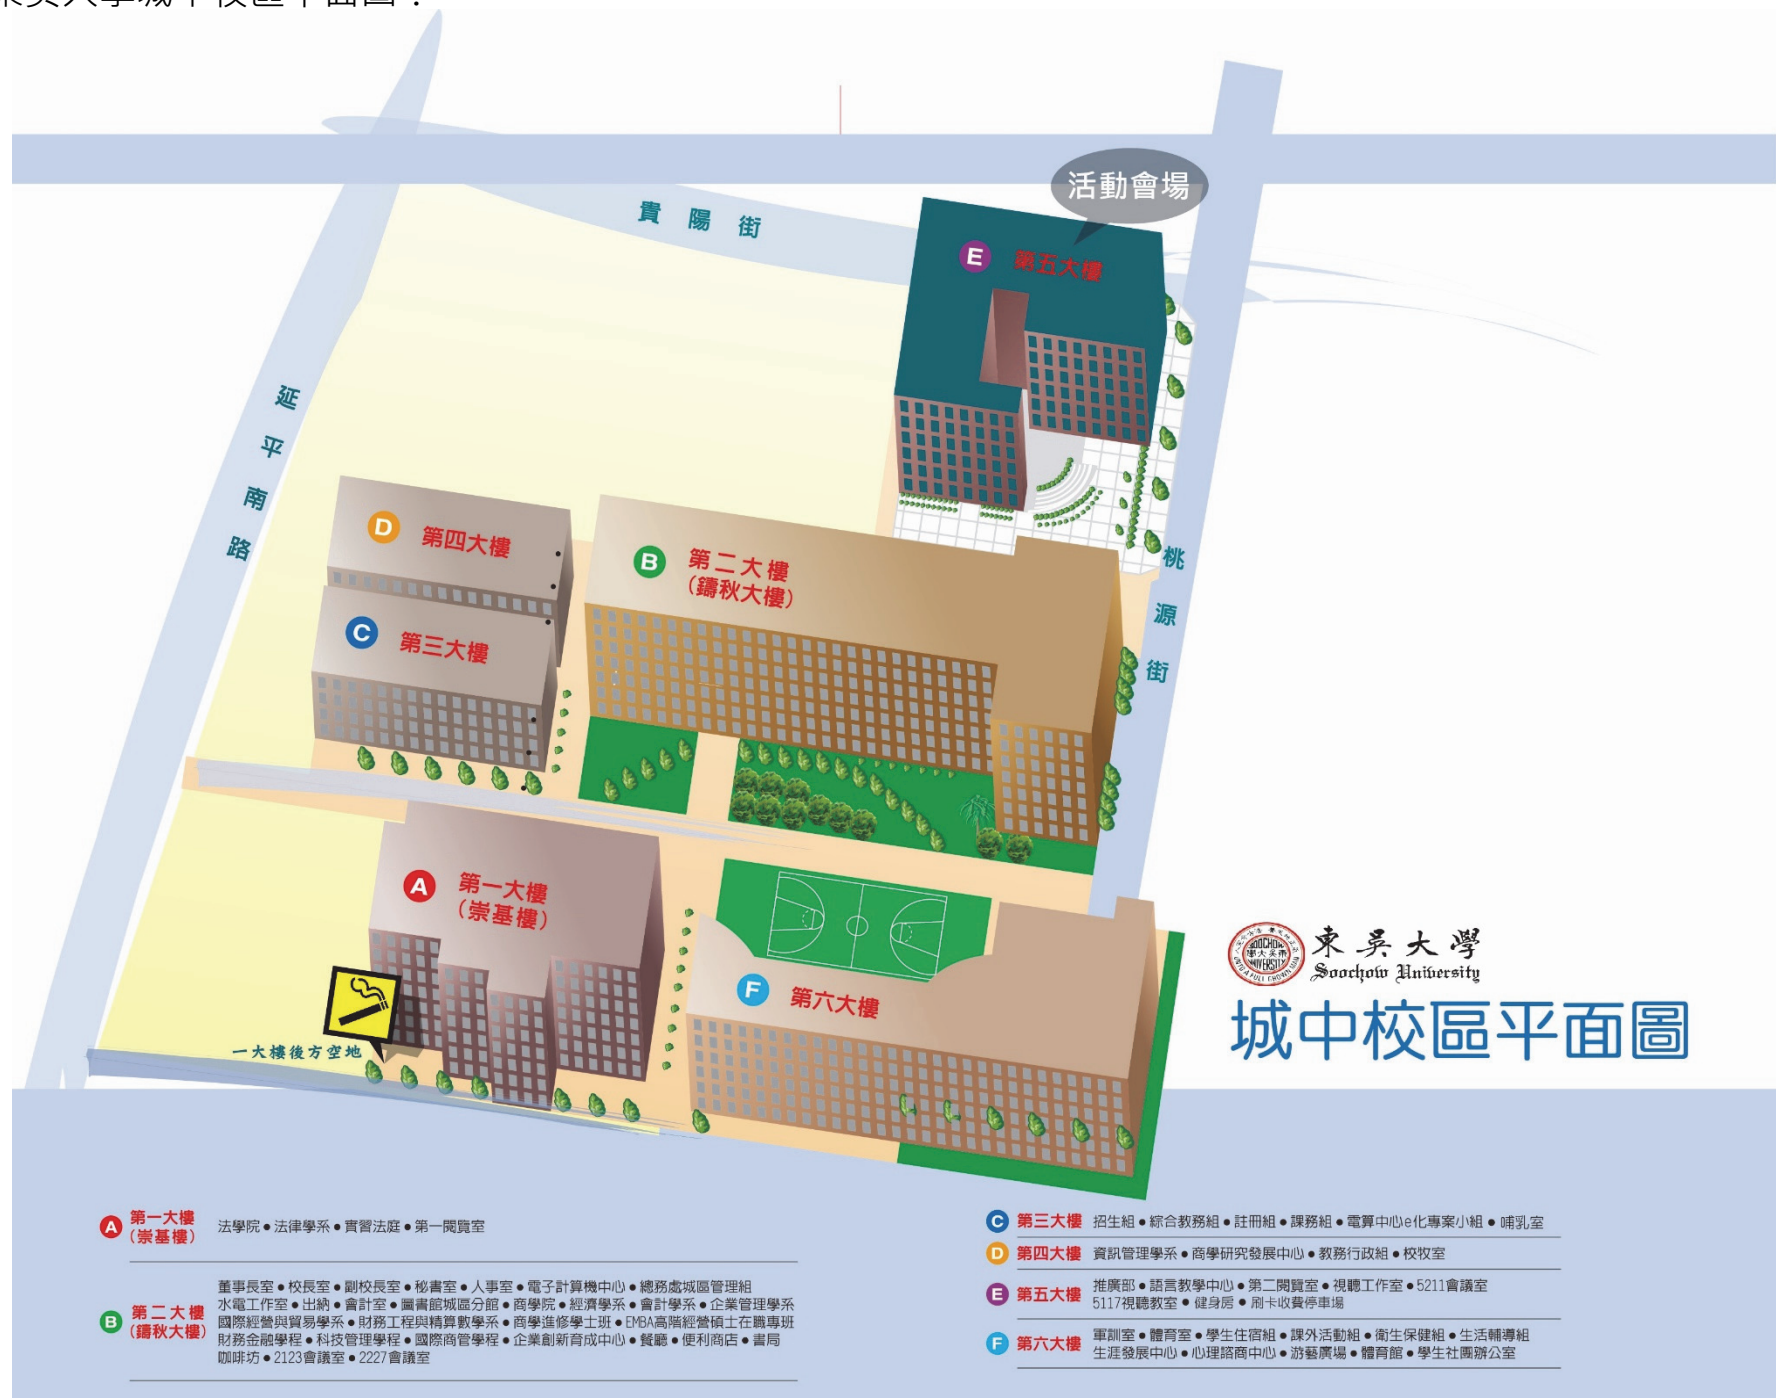 東吳大學城中校區平面圖：
活動會場
貴陽街
E 第五大樓
延平南路
D 第四大樓
B 第二大樓
(鑄秋大樓)
C 第三大樓
桃源街
A 第一大樓
(崇基樓)
F 第六大樓
一大樓後方空地
東吳大學
Soochow University
城中校區平面圖
A 第一大樓
(崇基樓)
法學院●法律學系●實習法庭●第一閱覽室
B 第二大樓
(鑄秋大樓)
董事長室●校長室●副校長室●秘書室●人事室●電子計算機中心●總務處城區管理組
水電工作室●出納●會計室●圖書館城區分館●商學院●經濟學系●會計學系●企業管理學系
國際經營與貿易學系●財務工程與精算數學系●商學進修學士班●EMBA高階經營碩士在職專班
財務金融學程●科技管理學程●國際商管學程●企業創新育成中心●餐廳●便利商店●書局
咖啡坊●2123會議室●2227會議室
C 第三大樓 招生組●綜合教務組●註冊組●課務組●電算中心e化專案小組●哺乳室
D 第四大樓 資訊管理學系●商學研究發展中心●教務行政組●校牧室
E 第五大樓 推廣部●語言教學中心●第二閱覽室●視聽工作室●5211會議室
5117視聽教室●健身房●刷卡收費停車場
F 第六大樓 軍訓室●體育室●學生住宿組●課外活動組●衛生保健組●生活輔導組
生涯發展中心●心理諮商中心●游藝廣場●體育館●學生社團辦公室